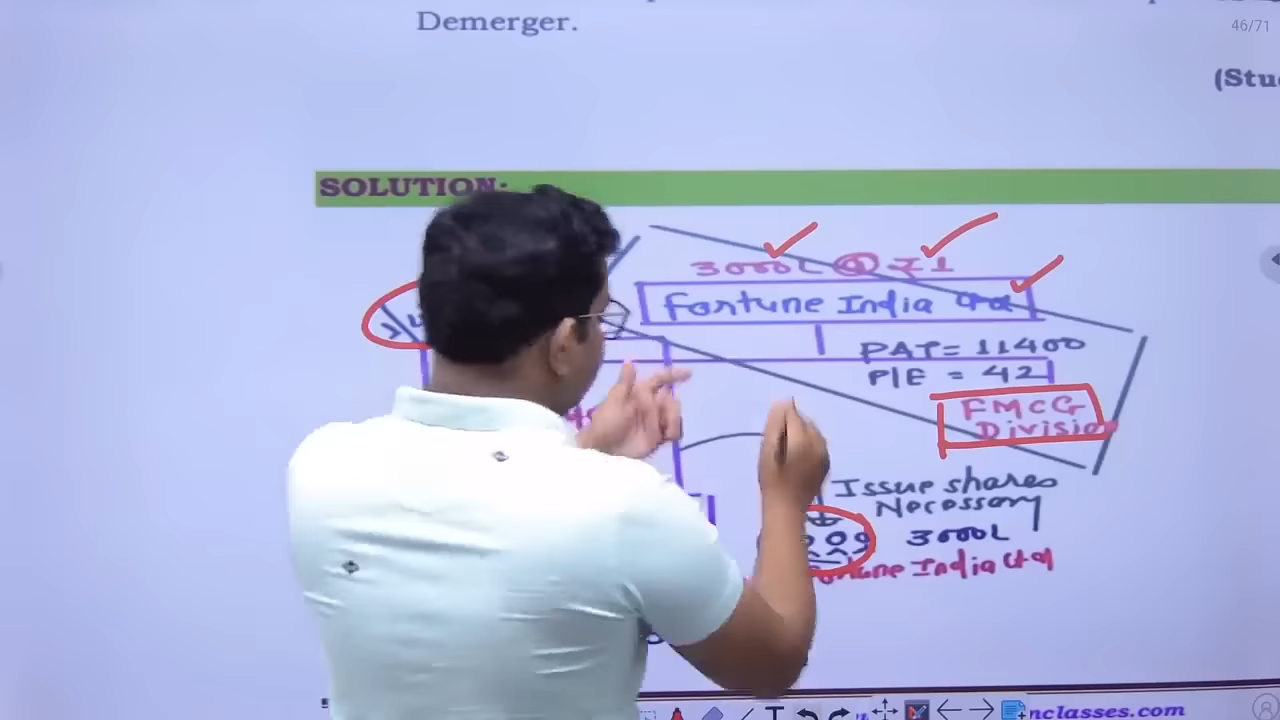 Demerger.
46/71
(Stu
SOLUTION:
3000L @ ₹1
Fortune India Ltd
PAT = 11400
P/E = 42
FMCG
Division
Issue shares
Necessary
3000L
Fortune India Ltd
nclasses.com